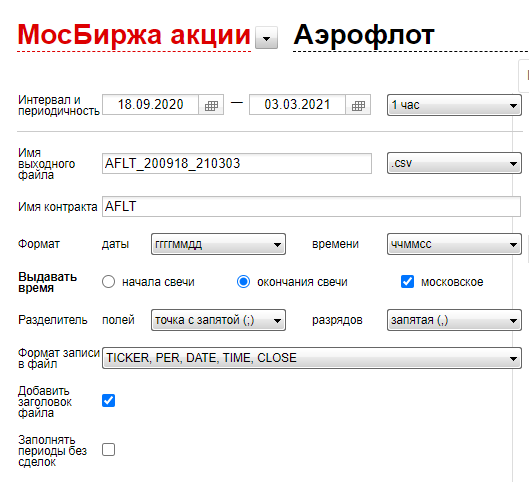 МосБиржа акции Аэрофлот
Интервал и
периодичность 18.09.2020 — 03.03.2021 1 час
Имя
выходного
файла AFLT_200918_210303 .csv
Имя контракта AFLT
Формат даты ггггммдд времени ччммсс
Выдавать
время начала свечи окончания свечи московское
Разделитель полей точка с запятой (;) разрядов запятая (,)
Формат записи
в файл TICKER, PER, DATE, TIME, CLOSE
Добавить
заголовок
файла
Заполнять
периоды без
сделок